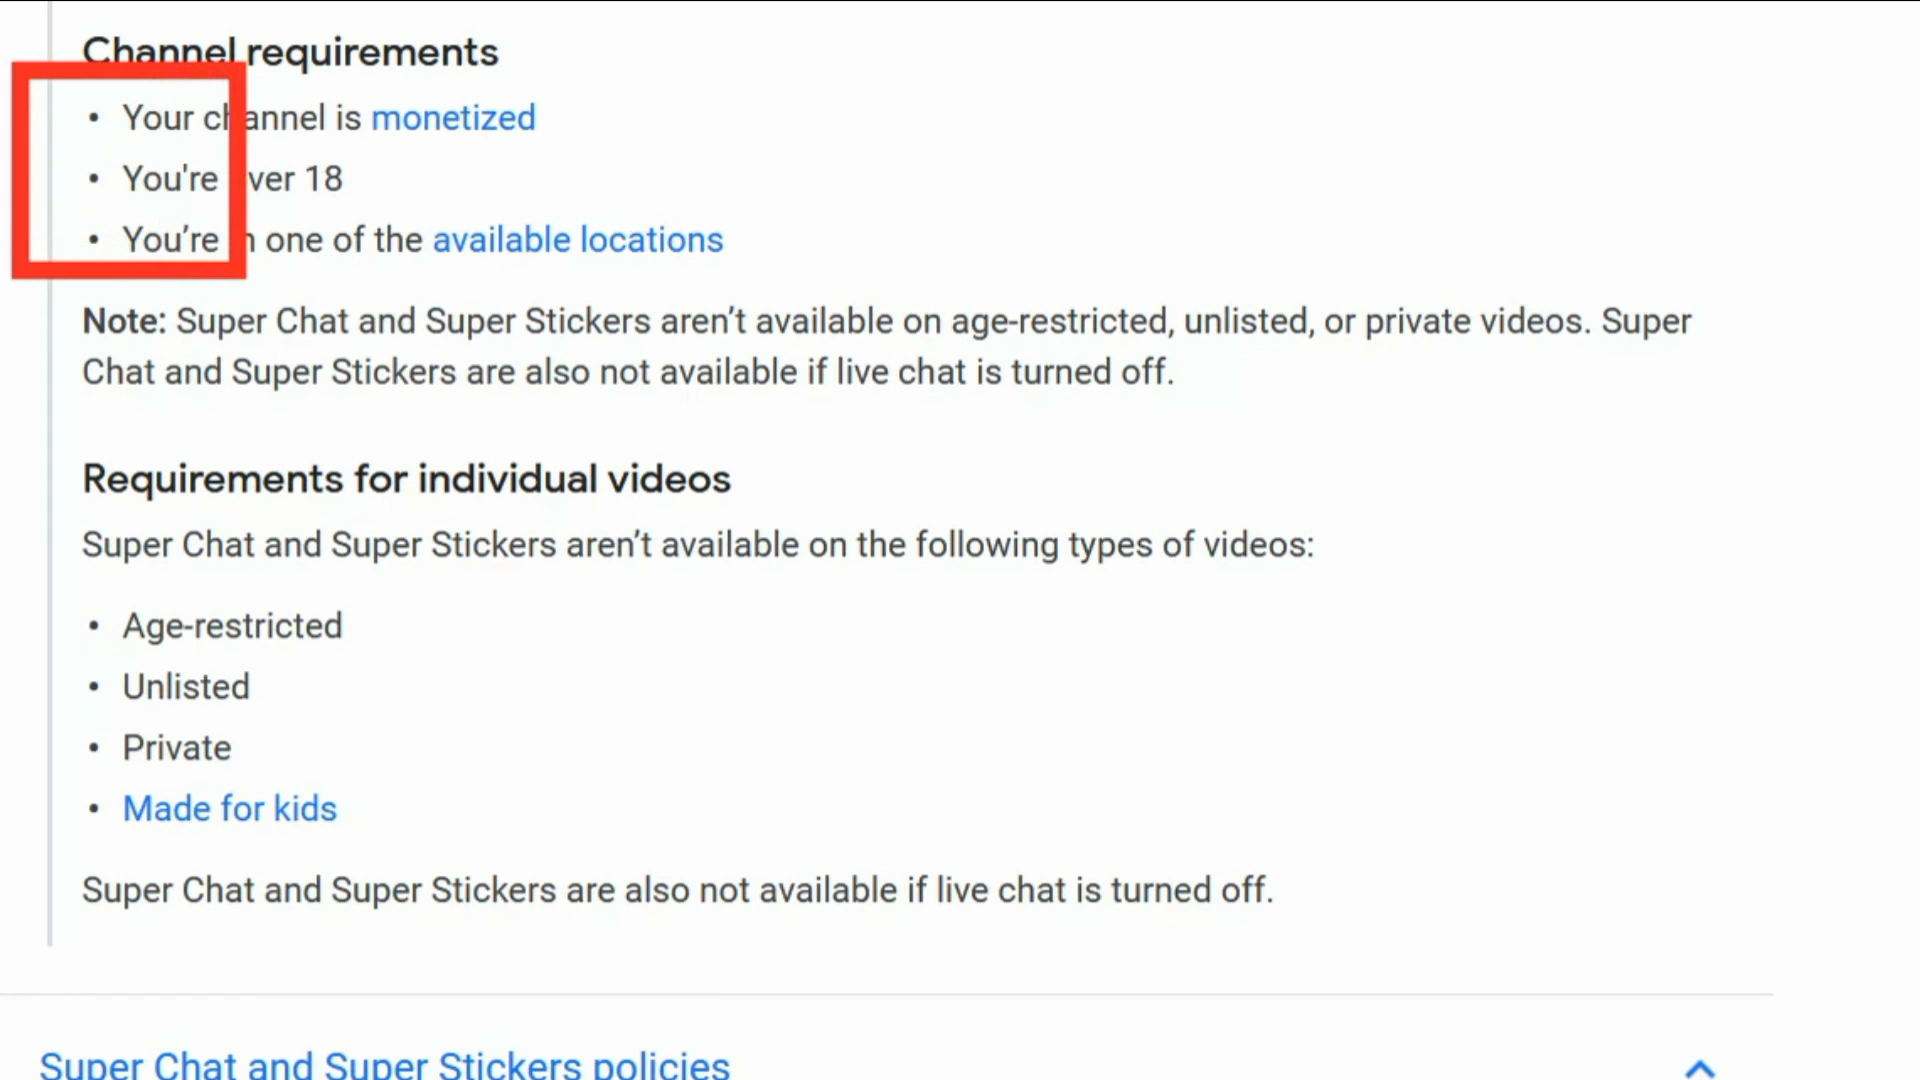 Channel requirements
• Your channel is monetized
• You're over 18
• You’re in one of the available locations
Note: Super Chat and Super Stickers aren’t available on age-restricted, unlisted, or private videos. Super
Chat and Super Stickers are also not available if live chat is turned off.
Requirements for individual videos
Super Chat and Super Stickers aren’t available on the following types of videos:
• Age-restricted
• Unlisted
• Private
• Made for kids
Super Chat and Super Stickers are also not available if live chat is turned off.
Super Chat and Super Stickers policies